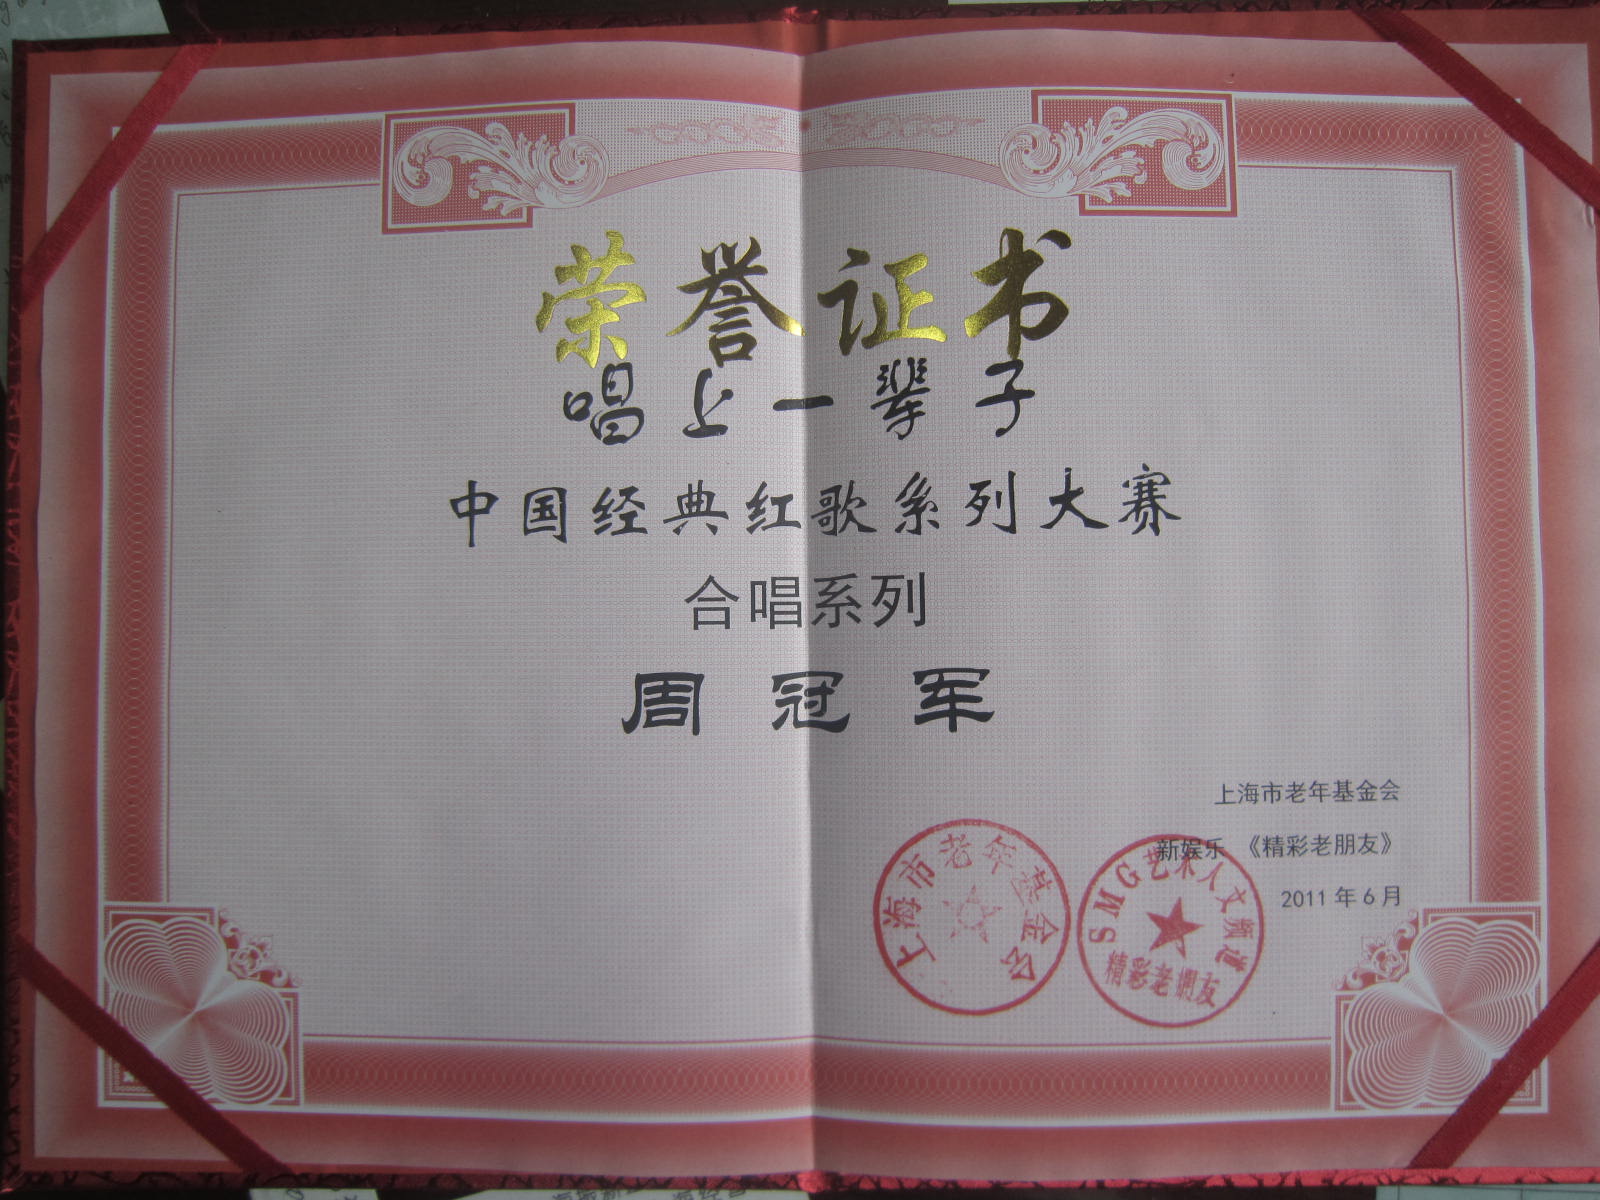 荣誉证书
唱上一辈子
中国经典红歌系列大赛
合唱系列
周冠军
上海市老年基金会
新娱乐 《精彩老朋友》
2011年6月
上海市老年基金会
SMG艺术人文频道
精彩老朋友